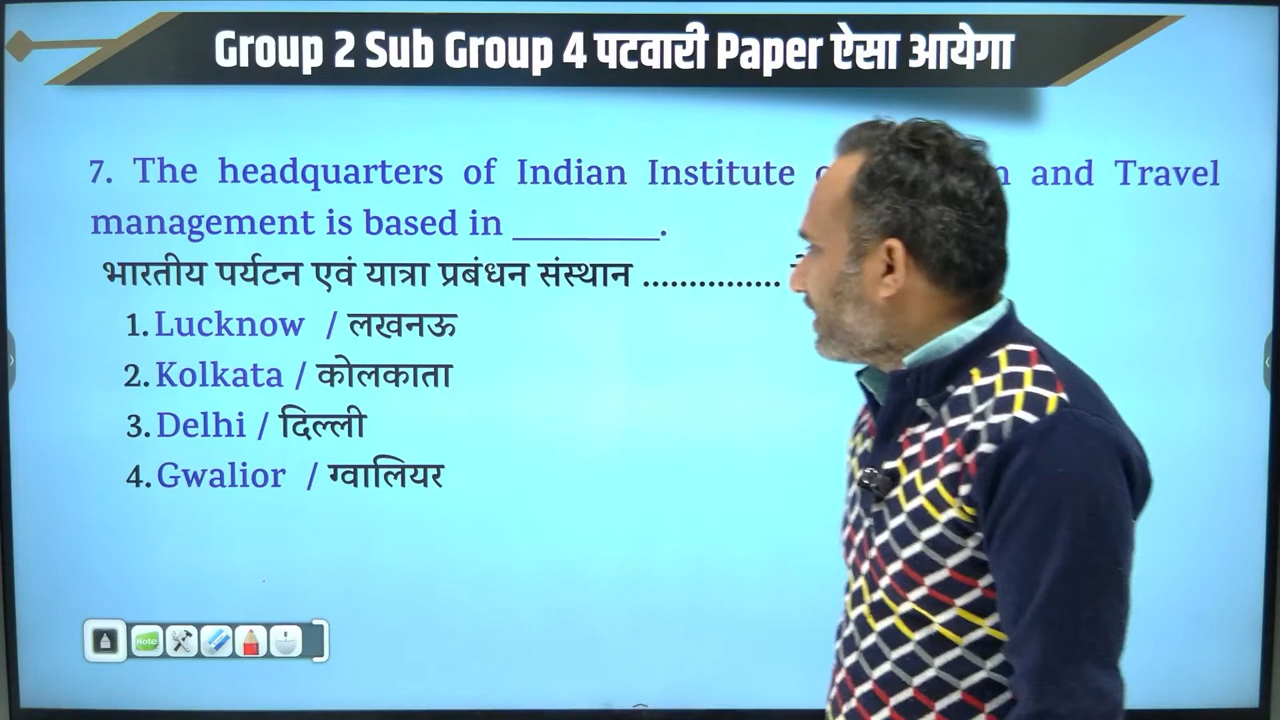 Group 2 Sub Group 4 पटवारी Paper ऐसा आयेगा
7. The headquarters of Indian Institute and Travel
management is based in ________.
भारतीय पर्यटन एवं यात्रा प्रबंधन संस्थान ...............
1. Lucknow / लखनऊ
2. Kolkata / कोलकाता
3. Delhi / दिल्ली
4. Gwalior / ग्वालियर
Note